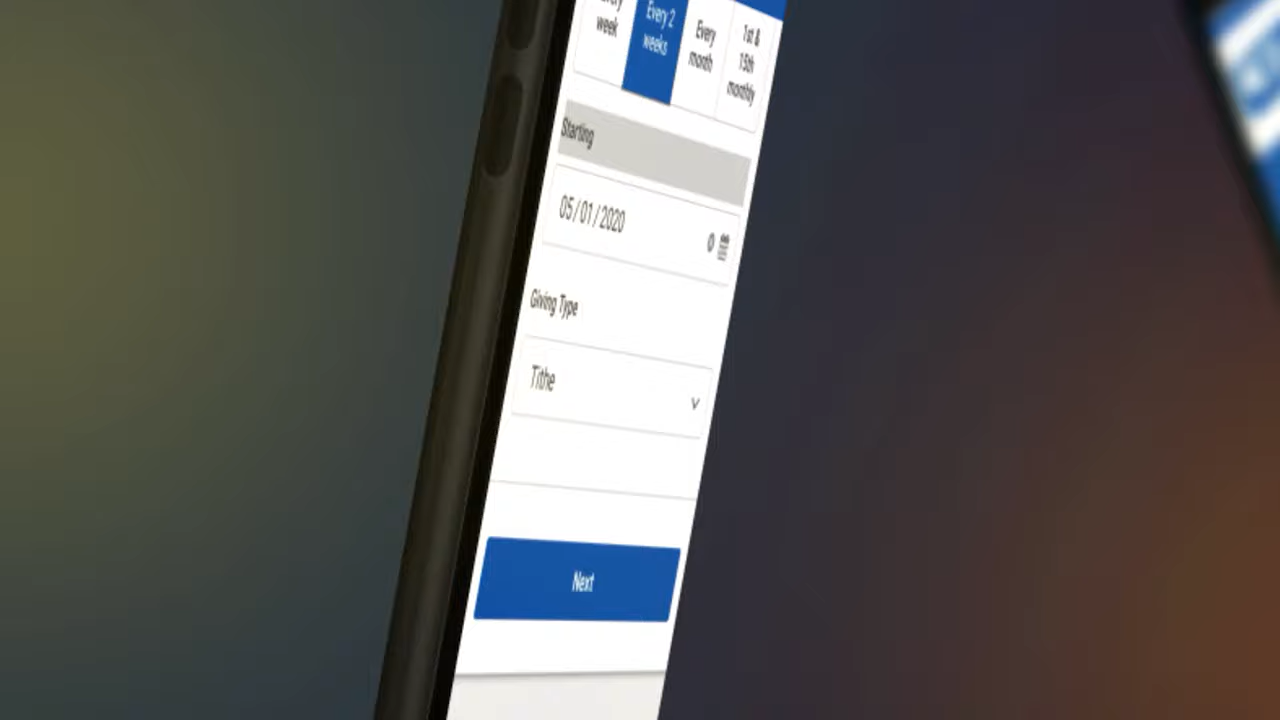 week
Every 2
weeks
Every
month
1st &
15th
monthly
Starting
05/01/2020
Giving Type
Tithe
Next